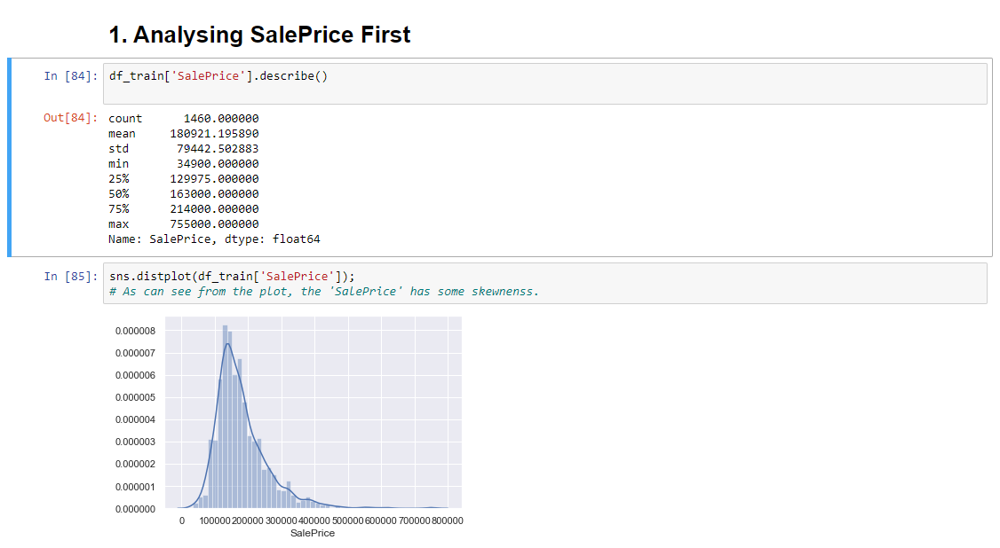 1. Analysing SalePrice First
In [84]: df_train['SalePrice'].describe()
Out[84]: count 1460.000000
mean 180921.195890
std 79442.502883
min 34900.000000
25% 129975.000000
50% 163000.000000
75% 214000.000000
max 755000.000000
Name: SalePrice, dtype: float64
In [85]: sns.distplot(df_train['SalePrice']);
# As can see from the plot, the 'SalePrice' has some skewnenss.
0.000008
0.000007
0.000006
0.000005
0.000004
0.000003
0.000002
0.000001
0.000000
0 100000 200000 300000 400000 500000 600000 700000 800000
SalePrice